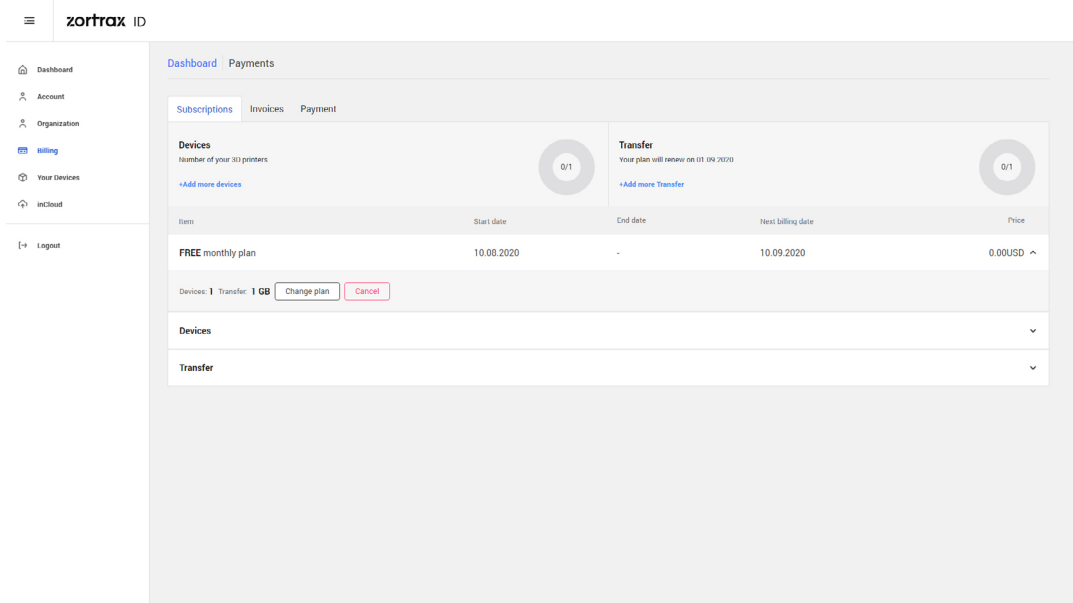 zortrax ID
Dashboard
Account
Organization
Billing
Your Devices
inCloud
Logout
Dashboard Payments
Subscriptions Invoices Payment
Devices
Number of your 3D printers
+Add more devices
0/1
Transfer
Your plan will renew on 01.09.2020
+Add more Transfer
0/1
Item Start date End date Next billing date Price
FREE monthly plan 10.08.2020 - 10.09.2020 0.00USD
Devices: 1 Transfer: 1 GB Change plan Cancel
Devices
Transfer